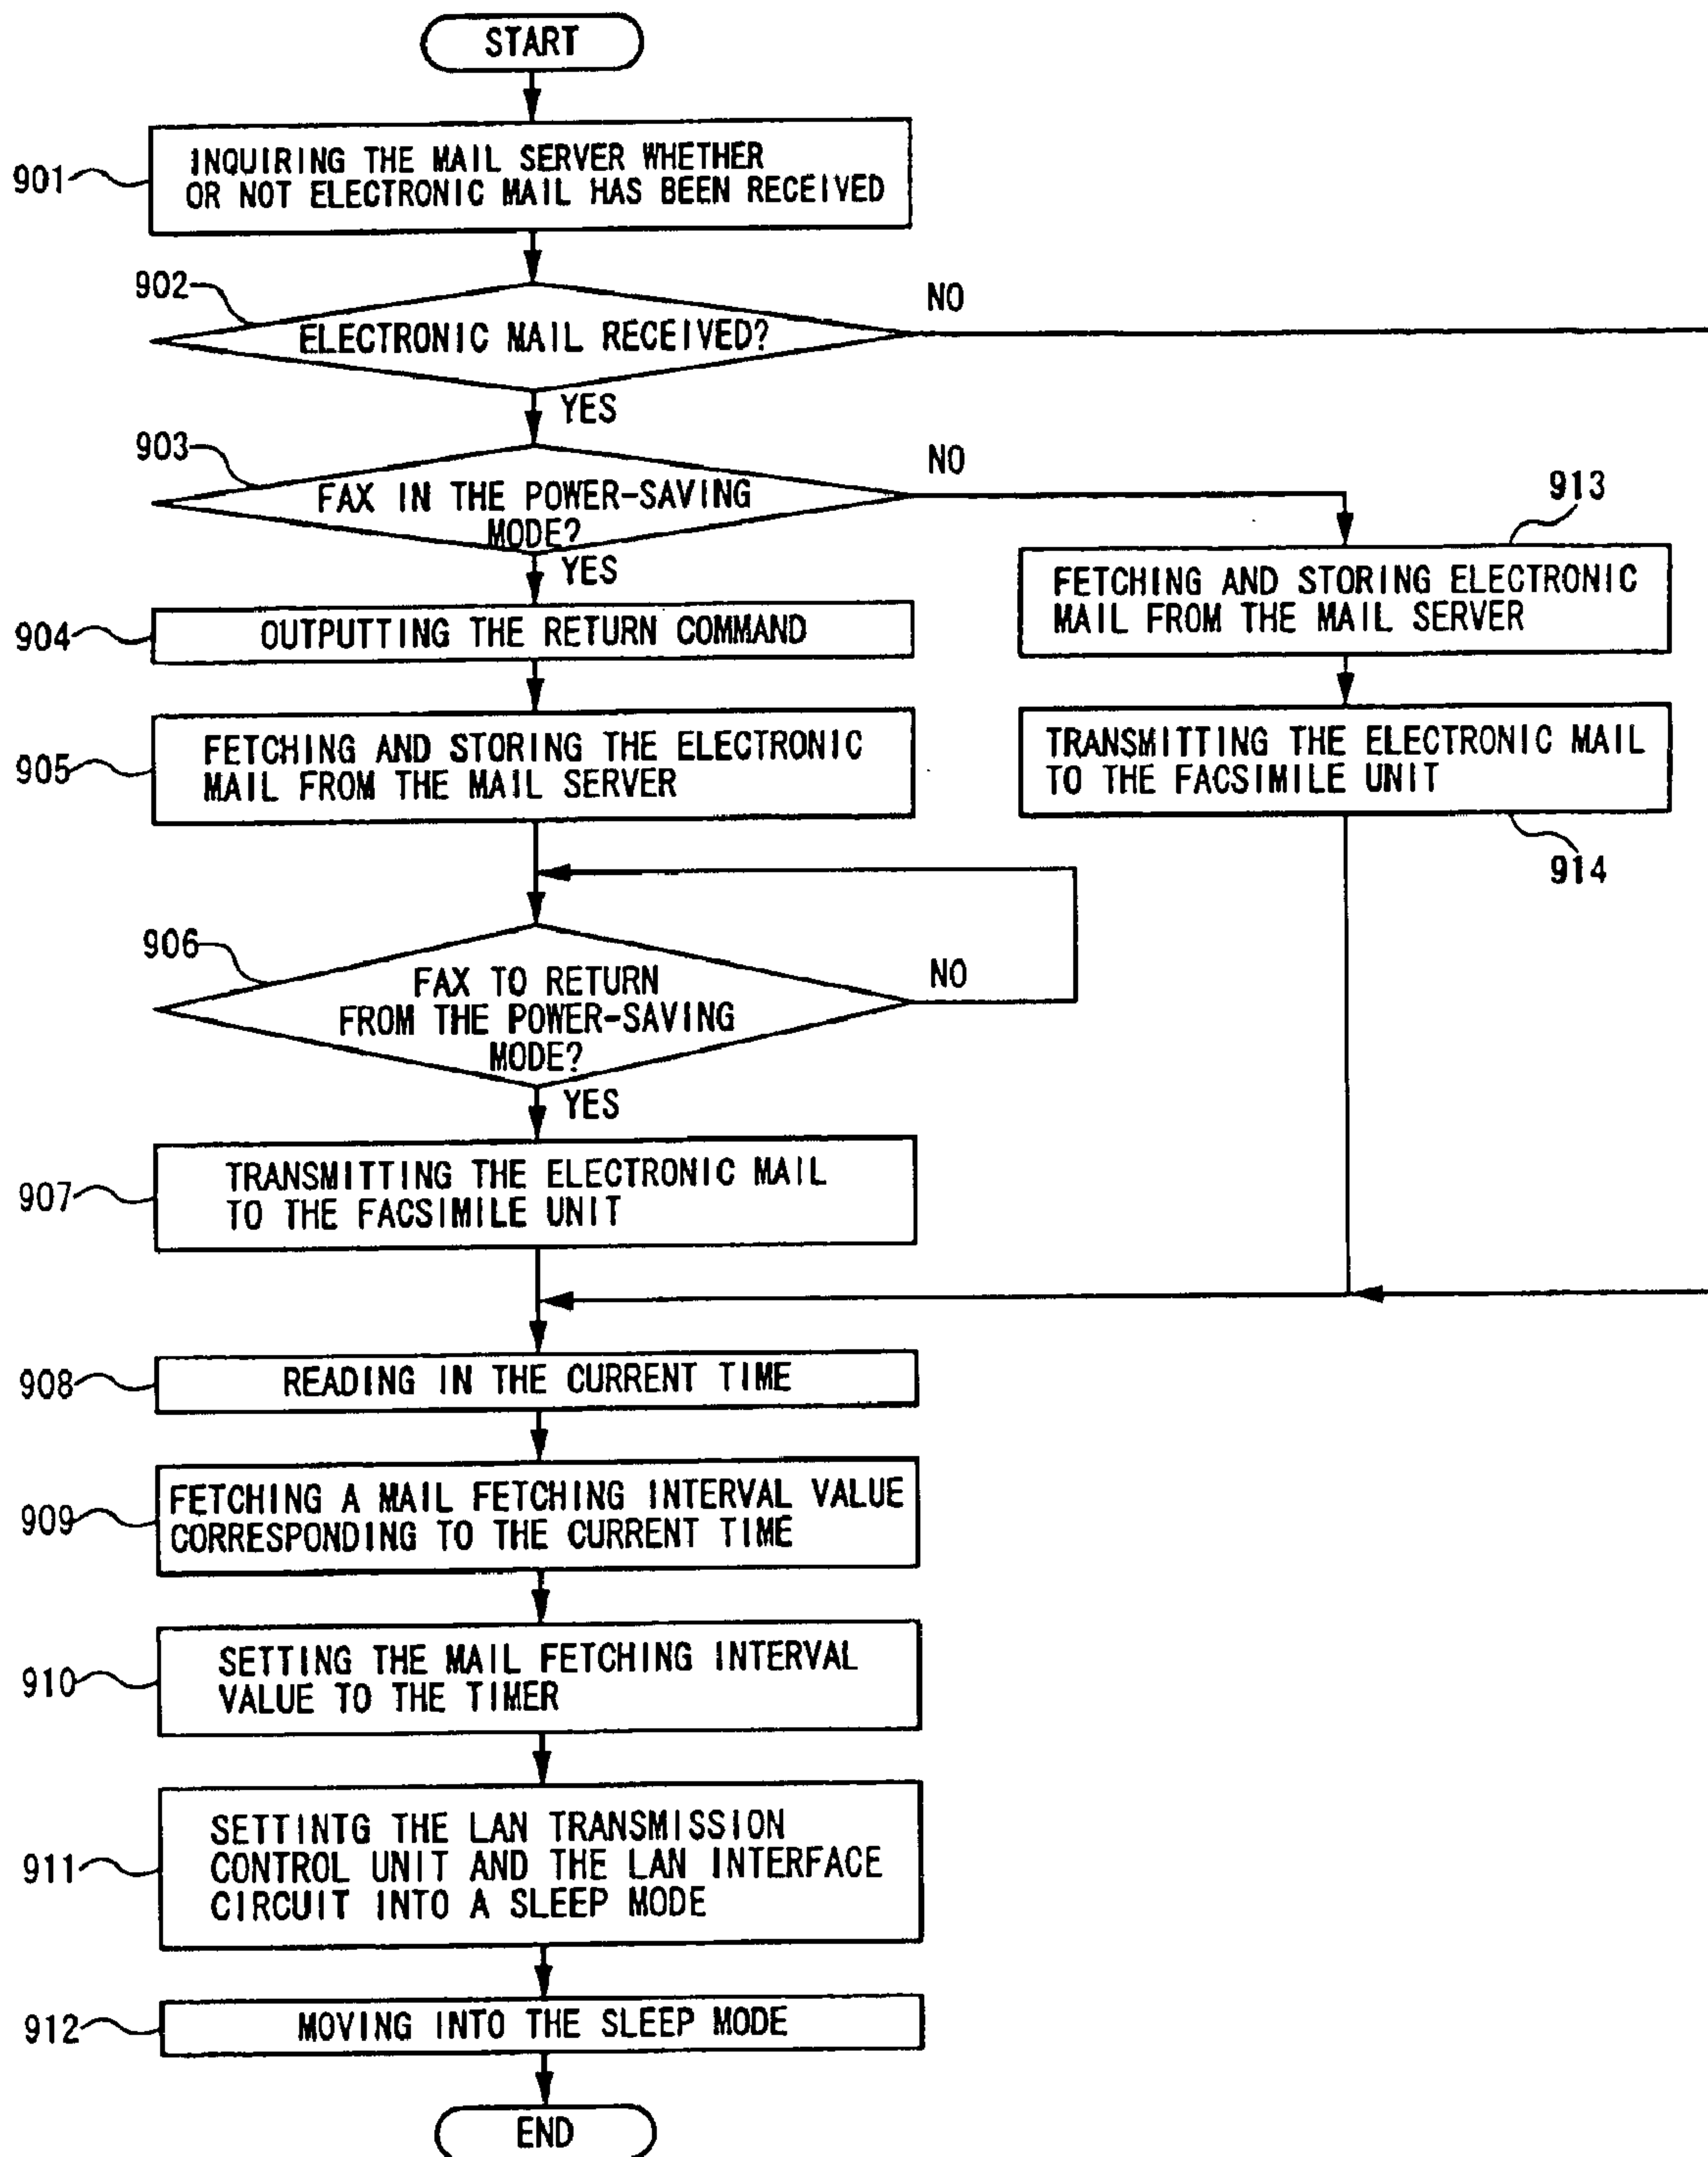 START
901
INQUIRING THE MAIL SERVER WHETHER
OR NOT ELECTRONIC MAIL HAS BEEN RECEIVED
902
ELECTRONIC MAIL RECEIVED?
NO
YES
903
FAX IN THE POWER-SAVING
MODE?
NO
YES
913
FETCHING AND STORING ELECTRONIC
MAIL FROM THE MAIL SERVER
904
OUTPUTTING THE RETURN COMMAND
905
FETCHING AND STORING THE ELECTRONIC
MAIL FROM THE MAIL SERVER
TRANSMITTING THE ELECTRONIC MAIL
TO THE FACSIMILE UNIT
914
906
FAX TO RETURN
FROM THE POWER-SAVING
MODE?
NO
YES
907
TRANSMITTING THE ELECTRONIC MAIL
TO THE FACSIMILE UNIT
908
READING IN THE CURRENT TIME
909
FETCHING A MAIL FETCHING INTERVAL VALUE
CORRESPONDING TO THE CURRENT TIME
910
SETTING THE MAIL FETCHING INTERVAL
VALUE TO THE TIMER
911
SETTINTG THE LAN TRANSMISSION
CONTROL UNIT AND THE LAN INTERFACE
CIRCUIT INTO A SLEEP MODE
912
MOVING INTO THE SLEEP MODE
END